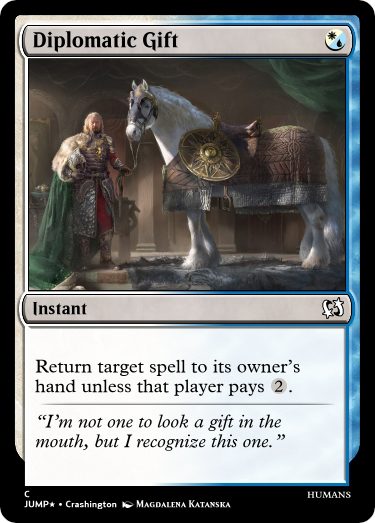 Diplomatic Gift
Instant
Return target spell to its owner's
hand unless that player pays 2.
“I'm not one to look a gift in the
mouth, but I recognize this one.”
C
JUMP★ • Crashington Magdalena Katanska
HUMANS